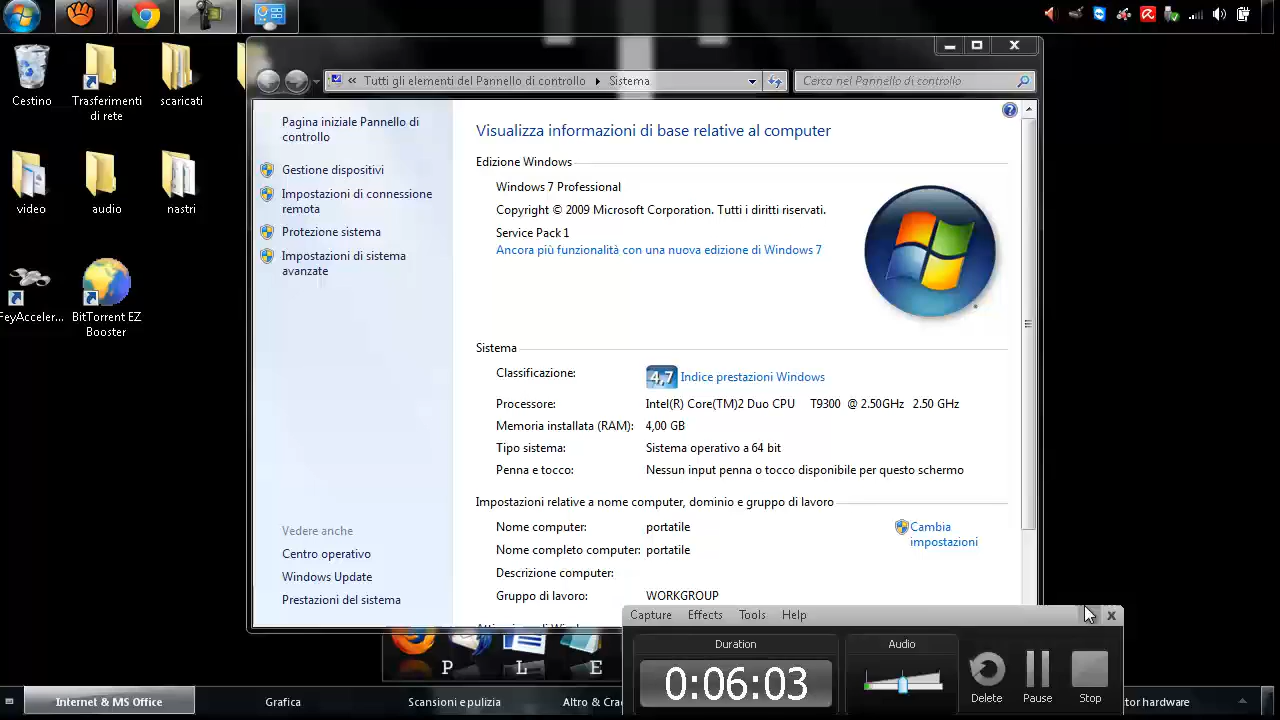 Cestino
Trasferimenti
di rete
scaricati
video
audio
nastri
FeyAcceler...
BitTorrent EZ
Booster
« Tutti gli elementi del Pannello di controllo
Sistema
Cerca nel Pannello di controllo
Pagina iniziale Pannello di
controllo
Gestione dispositivi
Impostazioni di connessione
remota
Protezione sistema
Impostazioni di sistema
avanzate
Vedere anche
Centro operativo
Windows Update
Prestazioni del sistema
Visualizza informazioni di base relative al computer
Edizione Windows
Windows 7 Professional
Copyright © 2009 Microsoft Corporation. Tutti i diritti riservati.
Service Pack 1
Ancora più funzionalità con una nuova edizione di Windows 7
Sistema
Classificazione: 4,7 Indice prestazioni Windows
Processore: Intel(R) Core(TM)2 Duo CPU T9300 @ 2.50GHz 2.50 GHz
Memoria installata (RAM): 4,00 GB
Tipo sistema: Sistema operativo a 64 bit
Penna e tocco: Nessun input penna o tocco disponibile per questo schermo
Impostazioni relative a nome computer, dominio e gruppo di lavoro
Nome computer: portatile
Cambia
impostazioni
Nome completo computer: portatile
Descrizione computer:
Gruppo di lavoro: WORKGROUP
Capture Effects Tools Help
Duration
0:06:03
Audio
Delete
Pause
Stop
P L E
Internet & MS Office
Grafica
Scansioni e pulizia
Altro & Cra
tor hardware